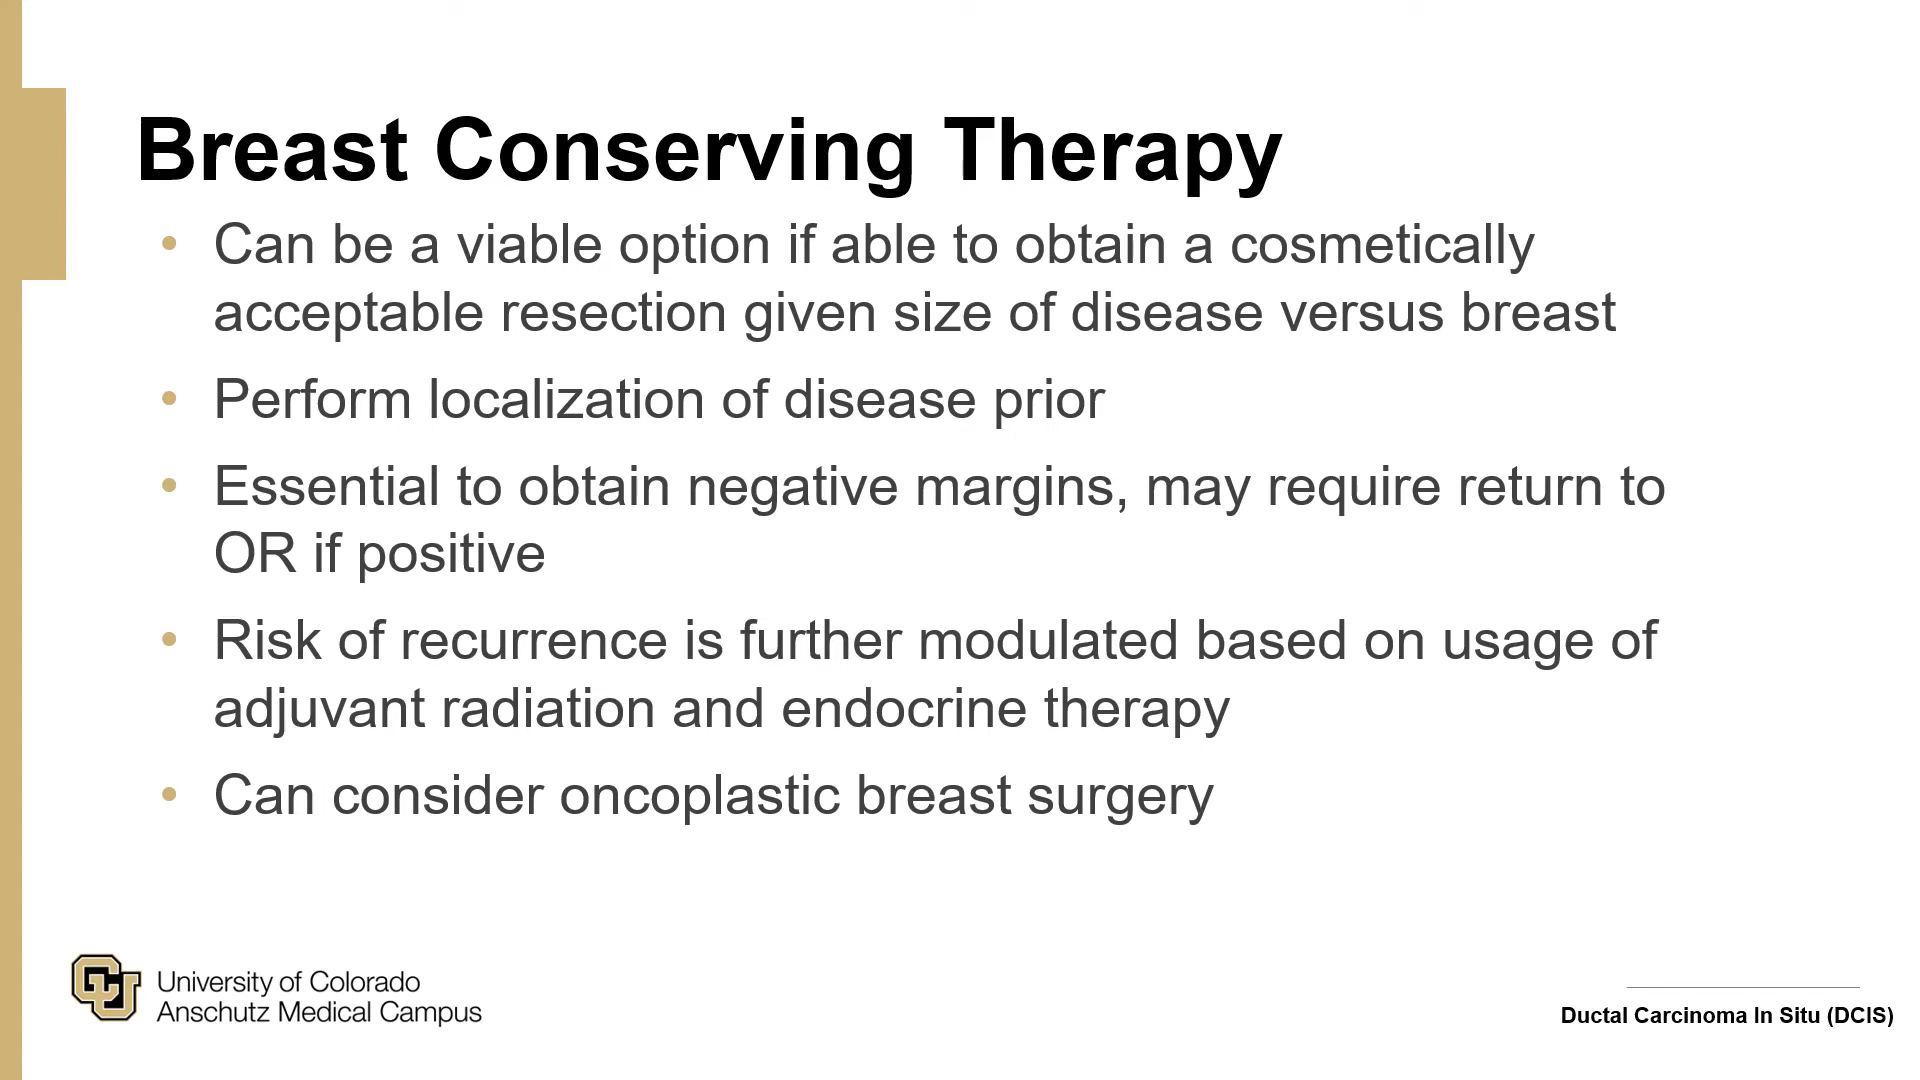 Breast Conserving Therapy
• Can be a viable option if able to obtain a cosmetically
acceptable resection given size of disease versus breast
• Perform localization of disease prior
• Essential to obtain negative margins, may require return to
OR if positive
• Risk of recurrence is further modulated based on usage of
adjuvant radiation and endocrine therapy
• Can consider oncoplastic breast surgery
CU
University of Colorado
Anschutz Medical Campus
Ductal Carcinoma In Situ (DCIS)